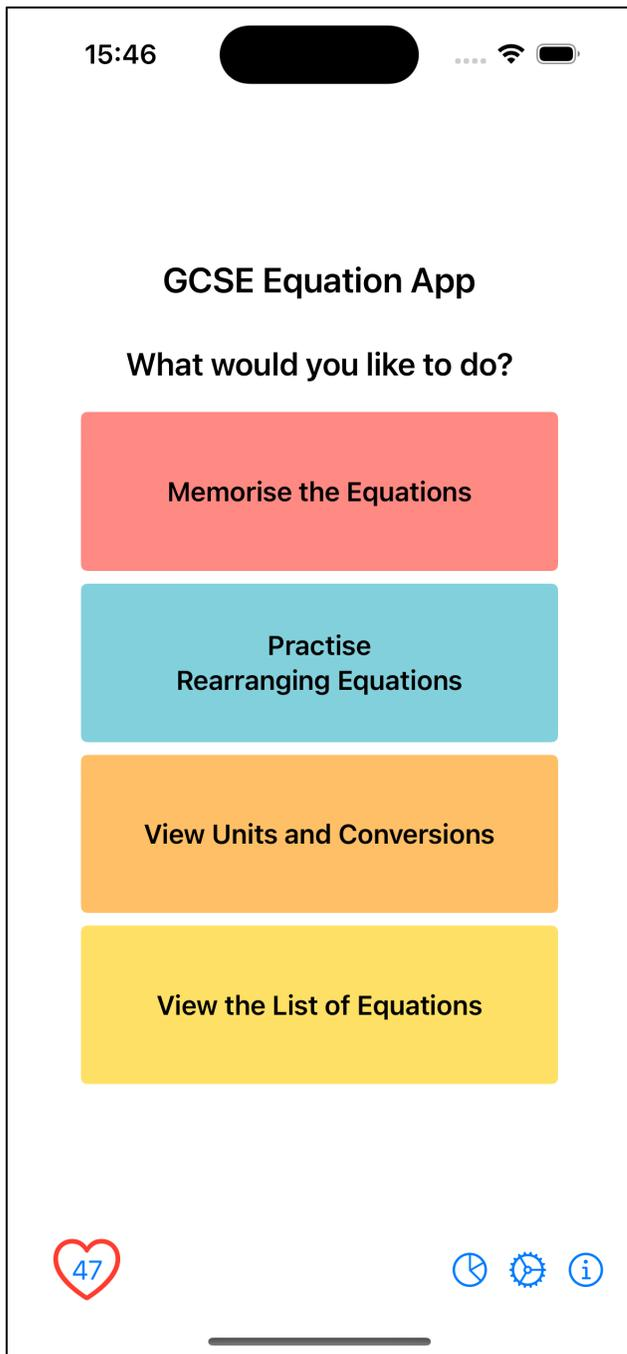 15:46
GCSE Equation App
What would you like to do?
Memorise the Equations
Practise
Rearranging Equations
View Units and Conversions
View the List of Equations
47